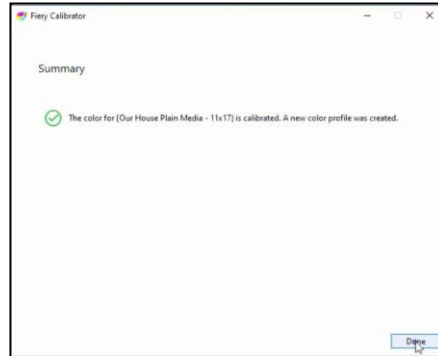 Fiery Calibrator
Summary
The color for (Our House Plain Media - 11x17) is calibrated. A new color profile was created.
Done